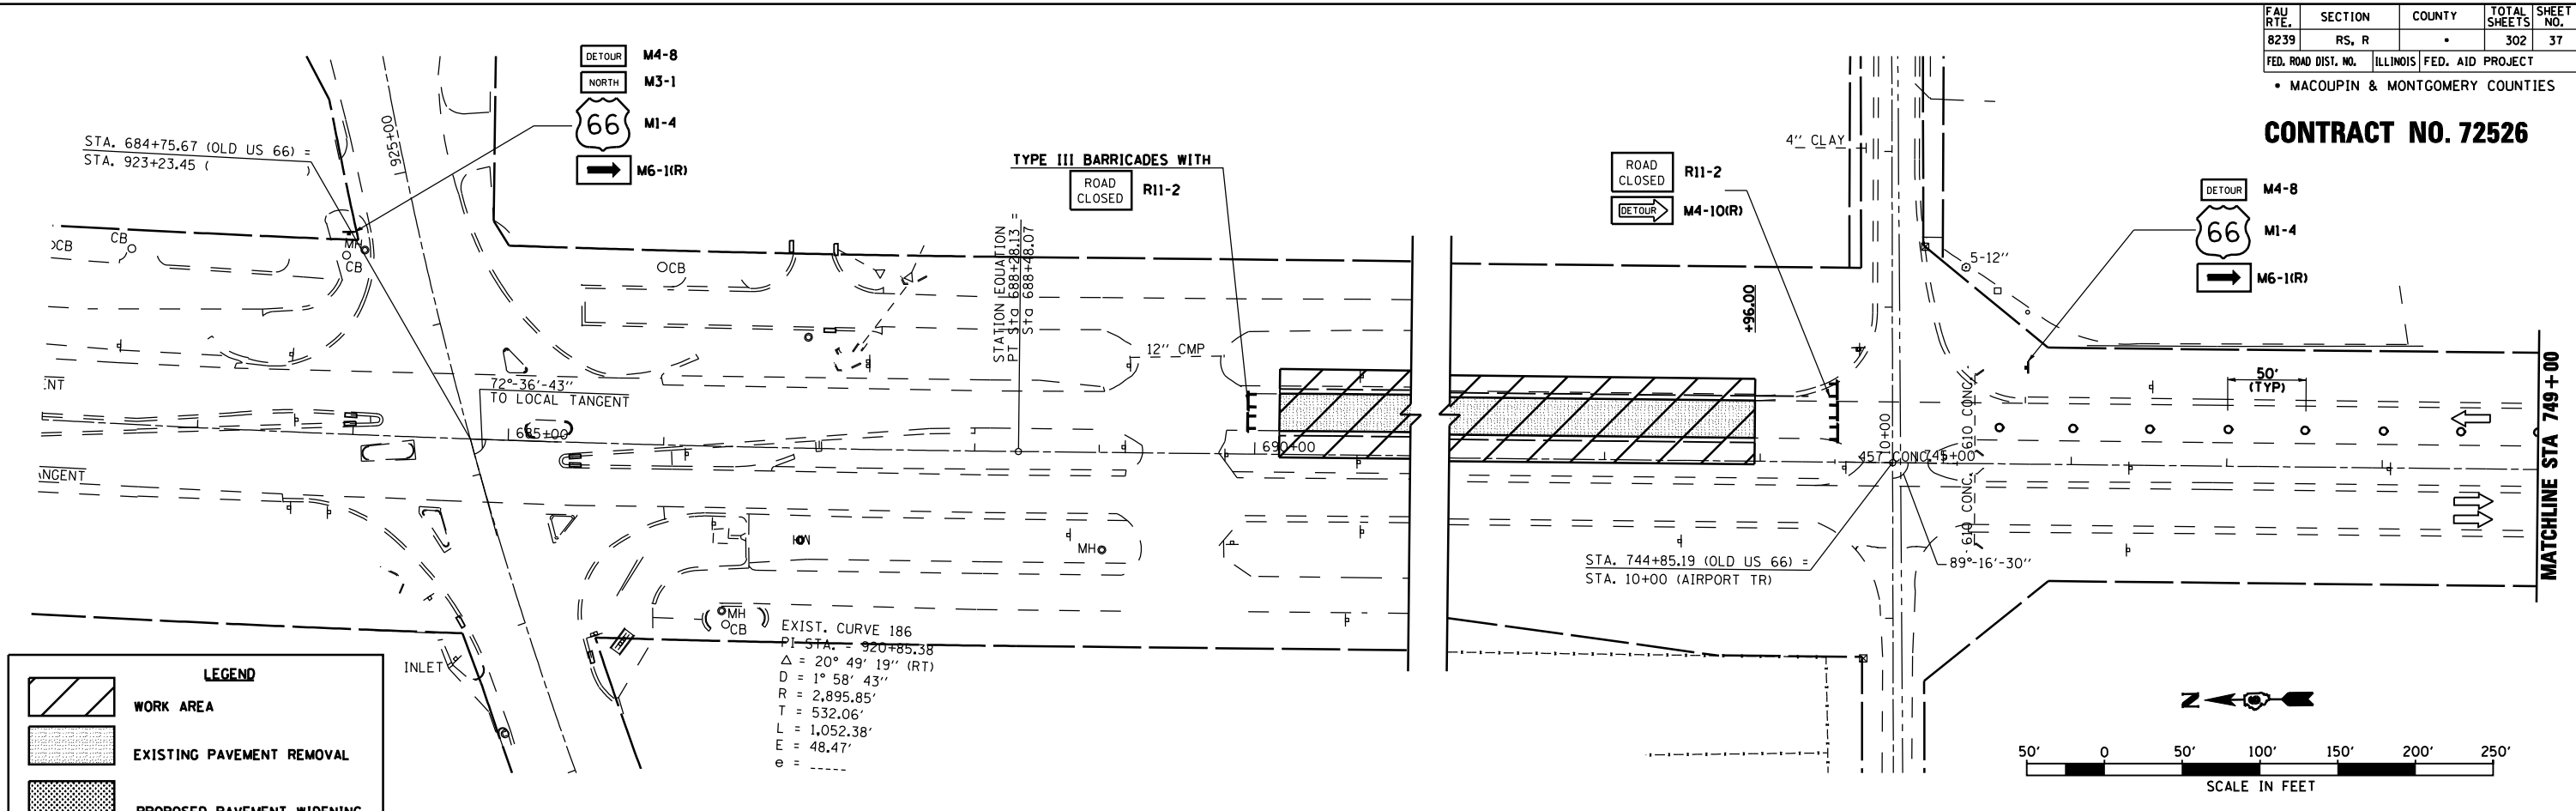 FAU RTE. SECTION COUNTY TOTAL SHEETS SHEET NO.
8239 RS, R • 302 37
FED. ROAD DIST. NO. ILLINOIS FED. AID PROJECT
• MACOUPIN & MONTGOMERY COUNTIES
CONTRACT NO. 72526
DETOUR M4-8
NORTH M3-1
66 M1-4
M6-1(R)
STA. 684+75.67 (OLD US 66) =
STA. 923+23.45 ( )
925+00
TYPE III BARRICADES WITH
ROAD CLOSED R11-2
ROAD CLOSED R11-2
DETOUR M4-10(R)
4" CLAY
DETOUR M4-8
66 M1-4
M6-1(R)
5-12"
CB
CB
MH
CB
CB
STATION EQUATION
PT Sta 688+28.13 =
Sta 688+48.07
+96.00
12" CMP
72°-36'-43"
TO LOCAL TANGENT
ENT
ANGENT
685+00
690+00
10+00
457 CONC.
745+00
610 CONC.
610 CONC.
50'
(TYP)
MATCHLINE STA 749+00
MH
MH
MH
CB
INLET
STA. 744+85.19 (OLD US 66) =
STA. 10+00 (AIRPORT TR)
89°-16'-30"
EXIST. CURVE 186
PI STA. = 920+85.38
Δ = 20° 49' 19" (RT)
D = 1° 58' 43"
R = 2,895.85'
T = 532.06'
L = 1,052.38'
E = 48.47'
e = _____
LEGEND
WORK AREA
EXISTING PAVEMENT REMOVAL
PROPOSED PAVEMENT WIDENING
N
50' 0 50' 100' 150' 200' 250'
SCALE IN FEET